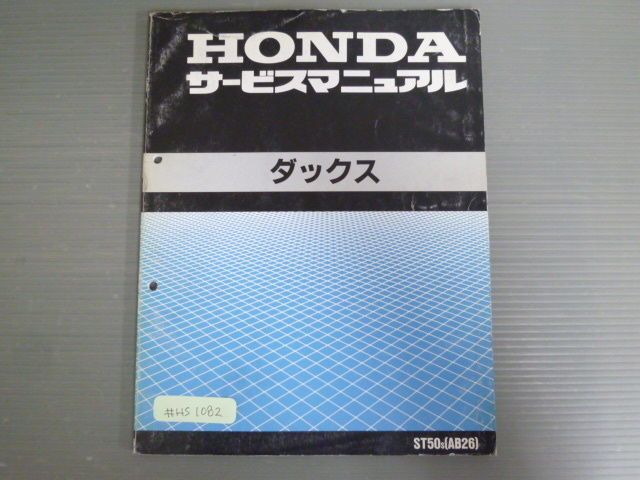 HONDA
サービスマニュアル
ダックス
#HS1082
ST50s(AB26)